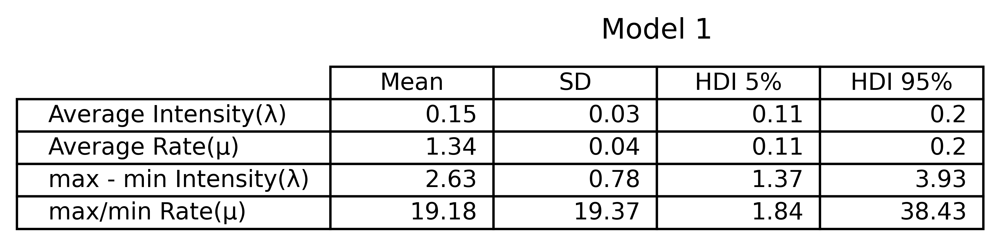 Model 1
Mean SD HDI 5% HDI 95%
Average Intensity(λ) 0.15 0.03 0.11 0.2
Average Rate(μ) 1.34 0.04 0.11 0.2
max - min Intensity(λ) 2.63 0.78 1.37 3.93
max/min Rate(μ) 19.18 19.37 1.84 38.43